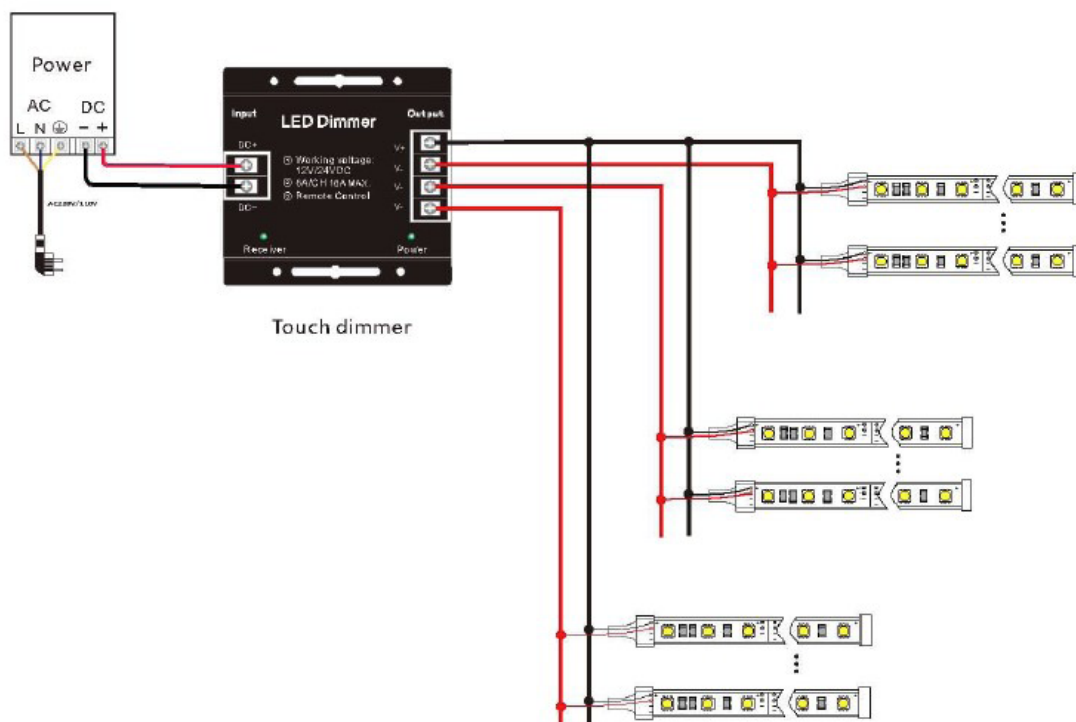 Power
AC DC
L N − +
Input
Output
LED Dimmer
DC+
V+
Working voltage:
12V/24VDC
V-
V-
Remote Control
DC−
V-
Receiver
Power
Touch dimmer